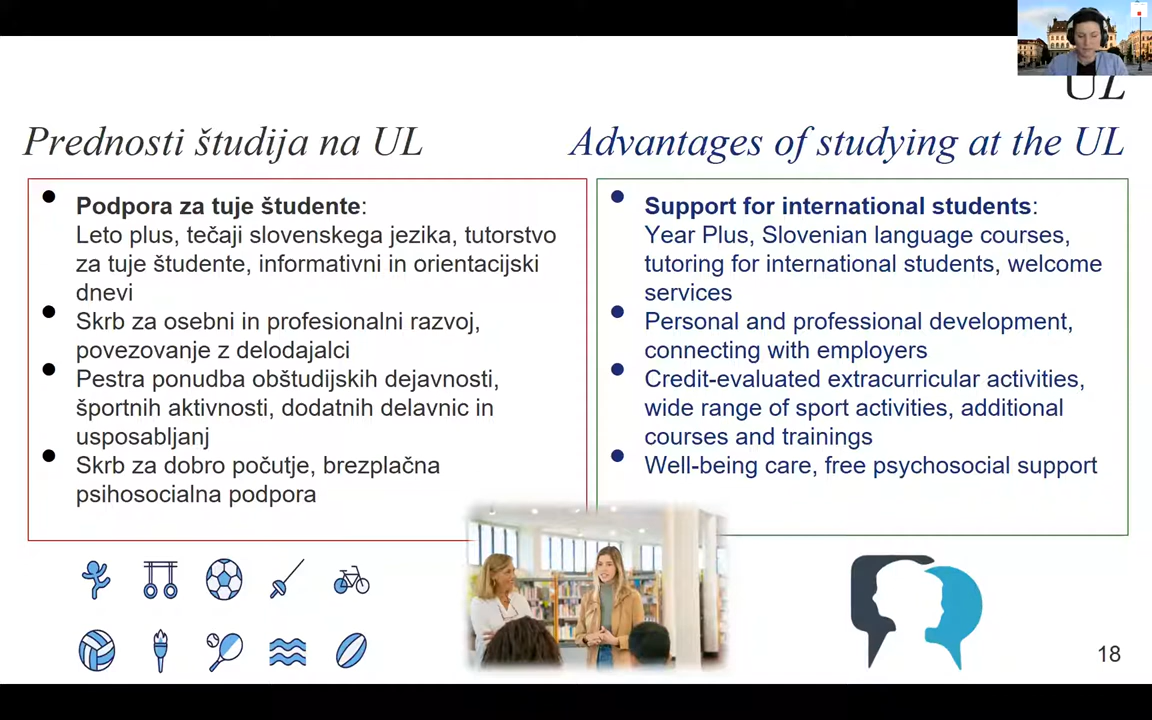 UL
Prednosti študija na UL
Podpora za tuje študente:
Leto plus, tečaji slovenskega jezika, tutorstvo
za tuje študente, informativni in orientacijski
dnevi
Skrb za osebni in profesionalni razvoj,
povezovanje z delodajalci
Pestra ponudba obštudijskih dejavnosti,
športnih aktivnosti, dodatnih delavnic in
usposabljanj
Skrb za dobro počutje, brezplačna
psihosocialna podpora
Advantages of studying at the UL
Support for international students:
Year Plus, Slovenian language courses,
tutoring for international students, welcome
services
Personal and professional development,
connecting with employers
Credit-evaluated extracurricular activities,
wide range of sport activities, additional
courses and trainings
Well-being care, free psychosocial support
18